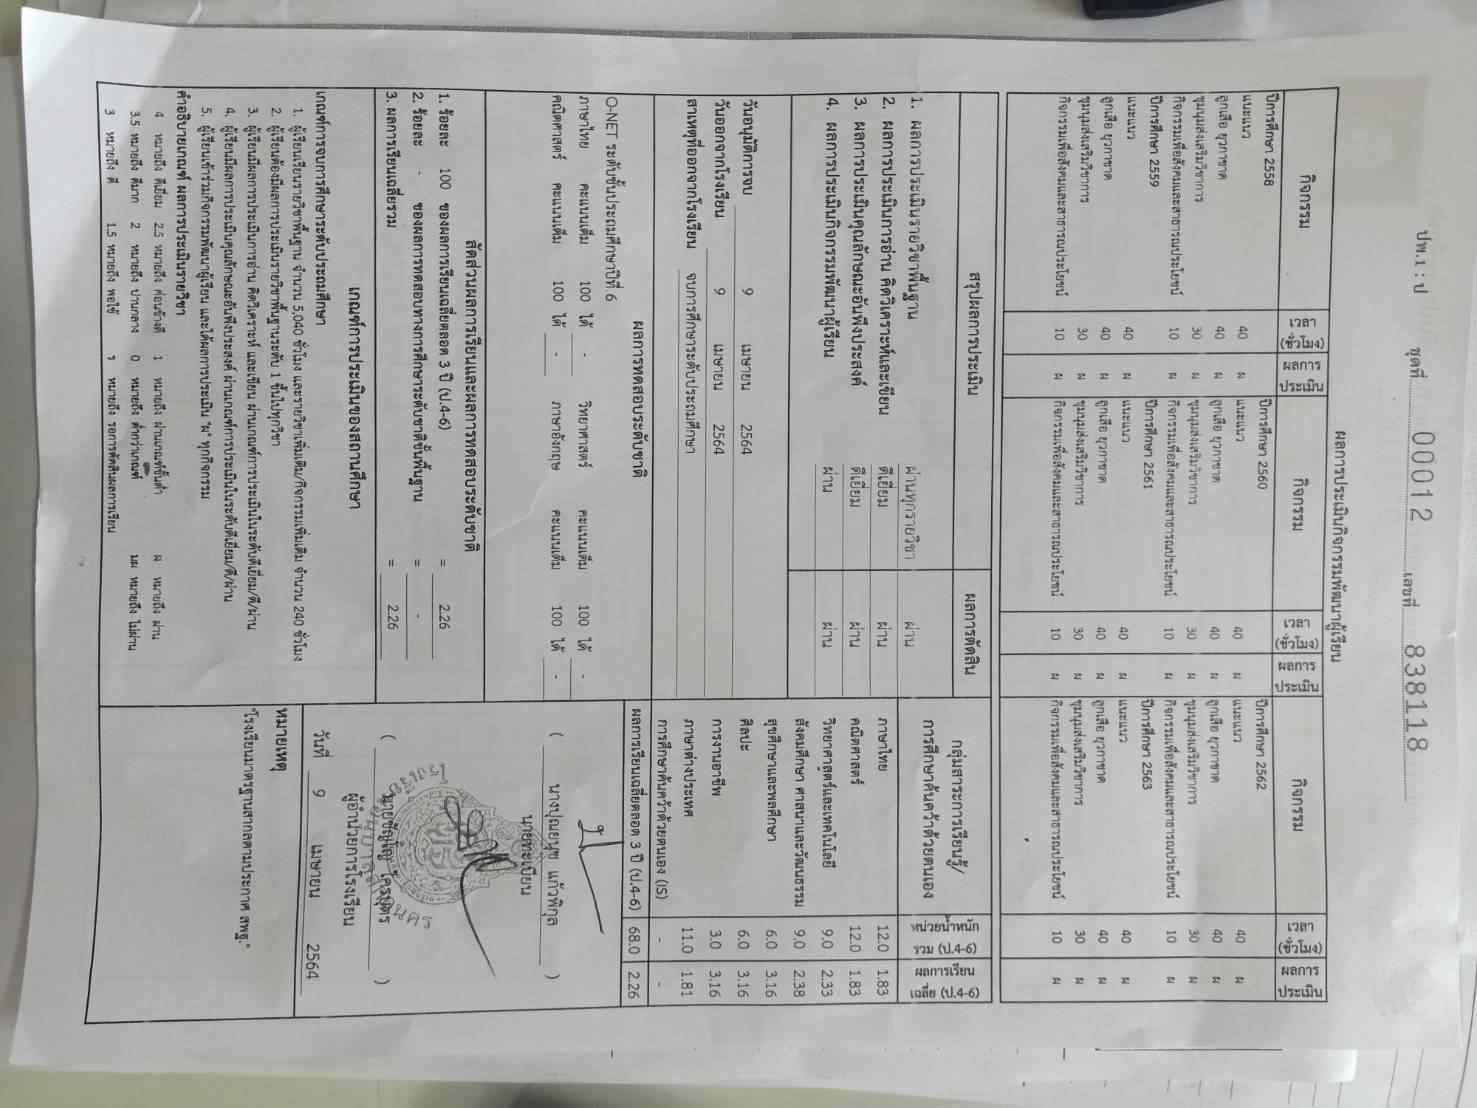 ปพ.1 : ป ชุดที่ 00012 เลขที่ 838118
ผลการประเมินกิจกรรมพัฒนาผู้เรียน
กิจกรรม เวลา (ชั่วโมง) ผลการประเมิน กิจกรรม เวลา (ชั่วโมง) ผลการประเมิน กิจกรรม เวลา (ชั่วโมง) ผลการประเมิน
ปีการศึกษา 2558 ปีการศึกษา 2560 ปีการศึกษา 2562
แนะแนว 40 ผ แนะแนว 40 ผ แนะแนว 40 ผ
ลูกเสือ ยุวกาชาด 40 ผ ลูกเสือ ยุวกาชาด 40 ผ ลูกเสือ ยุวกาชาด 40 ผ
ชุมนุมส่งเสริมวิชาการ 30 ผ ชุมนุมส่งเสริมวิชาการ 30 ผ ชุมนุมส่งเสริมวิชาการ 30 ผ
กิจกรรมเพื่อสังคมและสาธารณประโยชน์ 10 ผ กิจกรรมเพื่อสังคมและสาธารณประโยชน์ 10 ผ กิจกรรมเพื่อสังคมและสาธารณประโยชน์ 10 ผ
ปีการศึกษา 2559 ปีการศึกษา 2561 ปีการศึกษา 2563
แนะแนว 40 ผ แนะแนว 40 ผ แนะแนว 40 ผ
ลูกเสือ ยุวกาชาด 40 ผ ลูกเสือ ยุวกาชาด 40 ผ ลูกเสือ ยุวกาชาด 40 ผ
ชุมนุมส่งเสริมวิชาการ 30 ผ ชุมนุมส่งเสริมวิชาการ 30 ผ ชุมนุมส่งเสริมวิชาการ 30 ผ
กิจกรรมเพื่อสังคมและสาธารณประโยชน์ 10 ผ กิจกรรมเพื่อสังคมและสาธารณประโยชน์ 10 ผ กิจกรรมเพื่อสังคมและสาธารณประโยชน์ 10 ผ
สรุปผลการประเมิน ผลการตัดสิน
1. ผลการประเมินรายวิชาพื้นฐาน ผ่านทุกรายวิชา ผ่าน
2. ผลการประเมินการอ่าน คิดวิเคราะห์และเขียน ดีเยี่ยม ผ่าน
3. ผลการประเมินคุณลักษณะอันพึงประสงค์ ดีเยี่ยม ผ่าน
4. ผลการประเมินกิจกรรมพัฒนาผู้เรียน ผ่าน ผ่าน
วันอนุมัติการจบ 9 เมษายน 2564
วันออกจากโรงเรียน 9 เมษายน 2564
สาเหตุที่ออกจากโรงเรียน จบการศึกษาระดับประถมศึกษา
ผลการทดสอบระดับชาติ
O-NET ระดับชั้นประถมศึกษาปีที่ 6
ภาษาไทย คะแนนเต็ม 100 ได้ - วิทยาศาสตร์ คะแนนเต็ม 100 ได้ -
คณิตศาสตร์ คะแนนเต็ม 100 ได้ - ภาษาอังกฤษ คะแนนเต็ม 100 ได้ -
สัดส่วนผลการเรียนและผลการทดสอบระดับชาติ
1. ร้อยละ 100 ของผลการเรียนเฉลี่ยตลอด 3 ปี (ป.4-6) = 2.26
2. ร้อยละ - ของผลการทดสอบทางการศึกษาระดับชาติขั้นพื้นฐาน = -
3. ผลการเรียนเฉลี่ยรวม = 2.26
เกณฑ์การประเมินของสถานศึกษา
เกณฑ์การจบการศึกษาระดับประถมศึกษา
1. ผู้เรียนเรียนรายวิชาพื้นฐาน จำนวน 5,040 ชั่วโมง และรายวิชาเพิ่มเติม/กิจกรรมเพิ่มเติม จำนวน 240 ชั่วโมง
2. ผู้เรียนต้องมีผลการประเมินรายวิชาพื้นฐานระดับ 1 ขึ้นไปทุกวิชา
3. ผู้เรียนมีผลการประเมินการอ่าน คิดวิเคราะห์ และเขียน ผ่านเกณฑ์การประเมินในระดับดีเยี่ยม/ดี/ผ่าน
4. ผู้เรียนมีผลการประเมินคุณลักษณะอันพึงประสงค์ ผ่านเกณฑ์การประเมินในระดับดีเยี่ยม/ดี/ผ่าน
5. ผู้เรียนเข้าร่วมกิจกรรมพัฒนาผู้เรียน และได้ผลการประเมิน "ผ" ทุกกิจกรรม
คำอธิบายเกณฑ์ ผลการประเมินรายวิชา
4 หมายถึง ดีเยี่ยม 2.5 หมายถึง ค่อนข้างดี 1 หมายถึง ผ่านเกณฑ์ขั้นต่ำ ผ หมายถึง ผ่าน
3.5 หมายถึง ดีมาก 2 หมายถึง ปานกลาง 0 หมายถึง ต่ำกว่าเกณฑ์ มผ หมายถึง ไม่ผ่าน
3 หมายถึง ดี 1.5 หมายถึง พอใช้ ร หมายถึง รอการตัดสินผลการเรียน
กลุ่มสาระการเรียนรู้/การศึกษาค้นคว้าด้วยตนเอง หน่วยน้ำหนักรวม (ป.4-6) ผลการเรียนเฉลี่ย (ป.4-6)
ภาษาไทย 12.0 1.83
คณิตศาสตร์ 12.0 1.83
วิทยาศาสตร์และเทคโนโลยี 9.0 2.33
สังคมศึกษา ศาสนาและวัฒนธรรม 9.0 2.38
สุขศึกษาและพลศึกษา 6.0 3.16
ศิลปะ 6.0 3.16
การงานอาชีพ 3.0 3.16
ภาษาต่างประเทศ 11.0 1.81
การศึกษาค้นคว้าด้วยตนเอง (IS) - -
ผลการเรียนเฉลี่ยตลอด 3 ปี (ป.4-6) 68.0 2.26
( นางปุณยนุช แก้วพิกุล )
นายทะเบียน
ผู้อำนวยการโรงเรียน
วันที่ 9 เมษายน 2564
หมายเหตุ
"โรงเรียนมาตรฐานสากลตามประกาศ สพฐ."